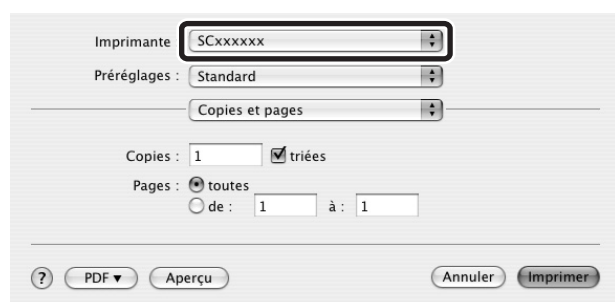 Imprimante SCxxxxxx
Préréglages : Standard
Copies et pages
Copies : 1 triées
Pages : toutes
de : 1 à : 1
? PDF Aperçu Annuler Imprimer